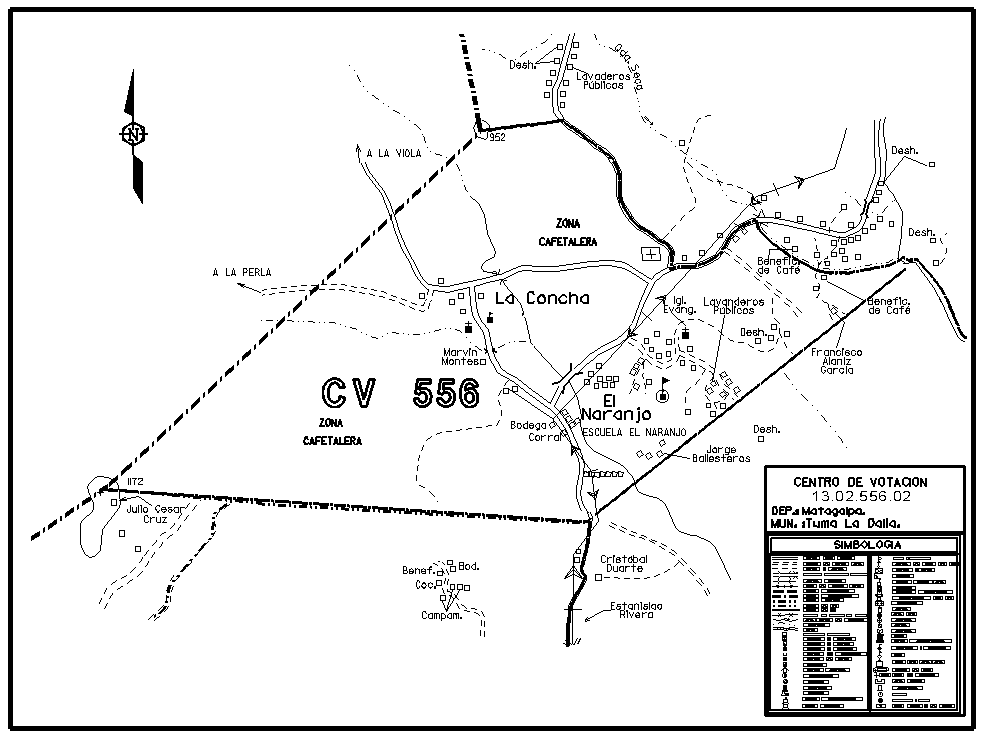 Desh.
Lavaderos
Públicos
Qda. Seca
952
A LA VIOLA
N
Desh.
ZONA
CAFETALERA
Desh.
A LA PERLA
Benefic.
de Café
La Concha
Igl.
Evang.
Lavanderos
Públicos
Benefic.
de Café
Desh.
Marvin
Montes
Francisco
Alaniz
García
CV 556
El
Naranjo
ZONA
CAFETALERA
Bodega
Corral
ESCUELA EL NARANJO
Desh.
Jorge
Ballesteros
1172
Julio Cesar
Cruz
CENTRO DE VOTACION
13.02.556.02
DEP.: Matagalpa.
MUN. :Tuma La Dalia.
SIMBOLOGIA
Cristóbal
Duarte
Benef.
Bod.
Coc.
Campam.
Estanislao
Rivera